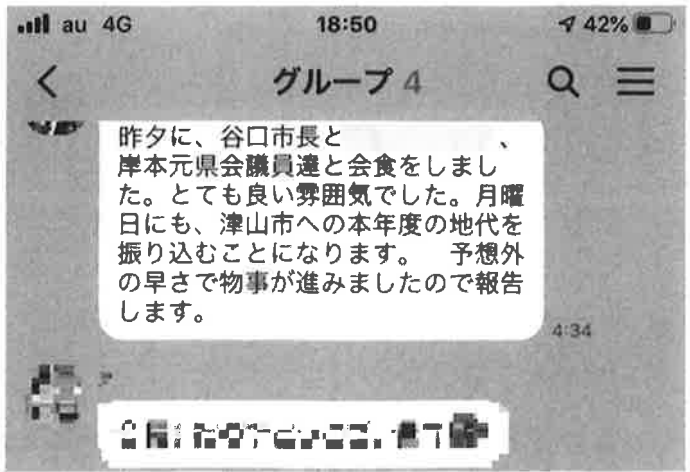 au 4G 18:50 42%
グループ 4
昨夕に、谷口市長と 、
岸本元県会議員達と会食をしまし
た。とても良い雰囲気でした。月曜
日にも、津山市への本年度の地代を
振り込むことになります。 予想外
の早さで物事が進みましたので報告
します。
4:34